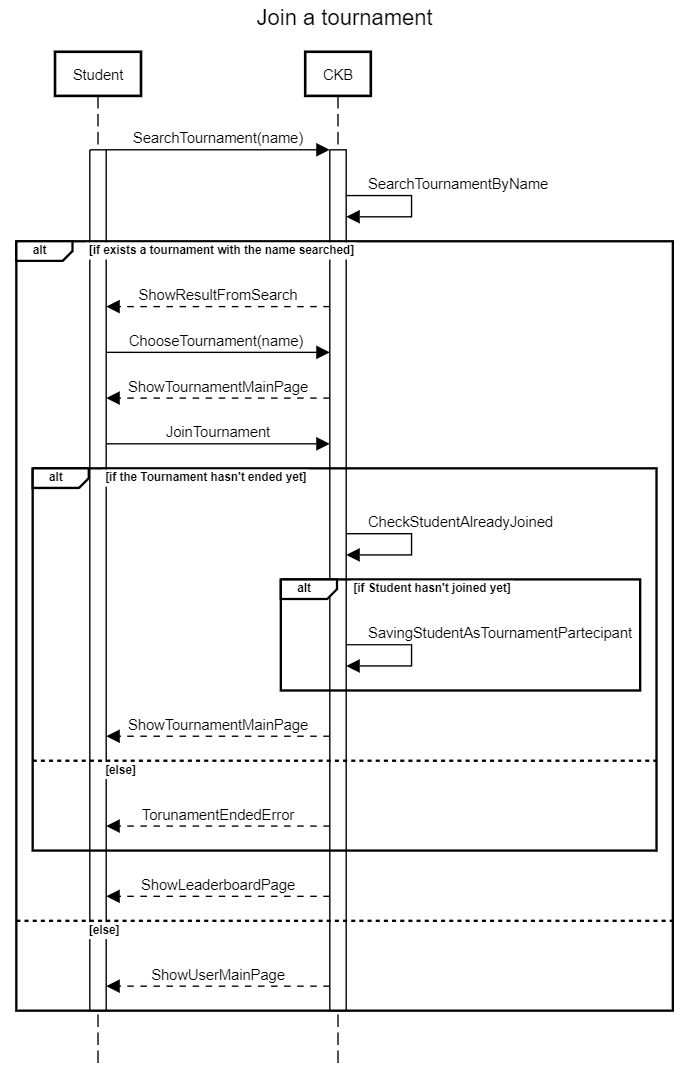 Join a tournament
Student
CKB
SearchTournament(name)
SearchTournamentByName
alt
[if exists a tournament with the name searched]
ShowResultFromSearch
ChooseTournament(name)
ShowTournamentMainPage
JoinTournament
alt
[if the Tournament hasn't ended yet]
CheckStudentAlreadyJoined
alt
[if Student hasn't joined yet]
SavingStudentAsTournamentPartecipant
ShowTournamentMainPage
[else]
TorunamentEndedError
ShowLeaderboardPage
[else]
ShowUserMainPage